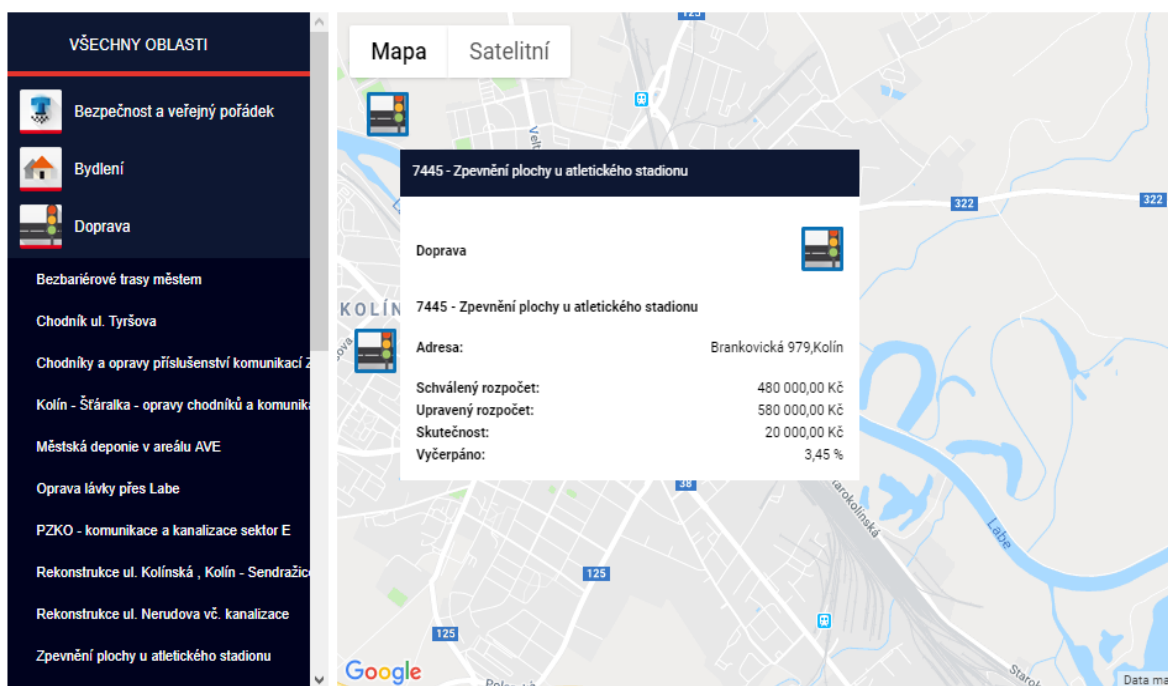 VŠECHNY OBLASTI
Bezpečnost a veřejný pořádek
Bydlení
Doprava
Bezbariérové trasy městem
Chodník ul. Tyršova
Chodníky a opravy příslušenství komunikací
Kolín - Šťáralka - opravy chodníků a komunik
Městská deponie v areálu AVE
Oprava lávky přes Labe
PZKO - komunikace a kanalizace sektor E
Rekonstrukce ul. Kolínská , Kolín - Sendražic
Rekonstrukce ul. Nerudova vč. kanalizace
Zpevnění plochy u atletického stadionu
Mapa Satelitní
7445 - Zpevnění plochy u atletického stadionu
Doprava
7445 - Zpevnění plochy u atletického stadionu
Adresa: Brankovická 979,Kolín
Schválený rozpočet: 480 000,00 Kč
Upravený rozpočet: 580 000,00 Kč
Skutečnost: 20 000,00 Kč
Vyčerpáno: 3,45 %
322
322
KOLÍN
38
Starokolínská
Labe
125
125
Google
Data ma